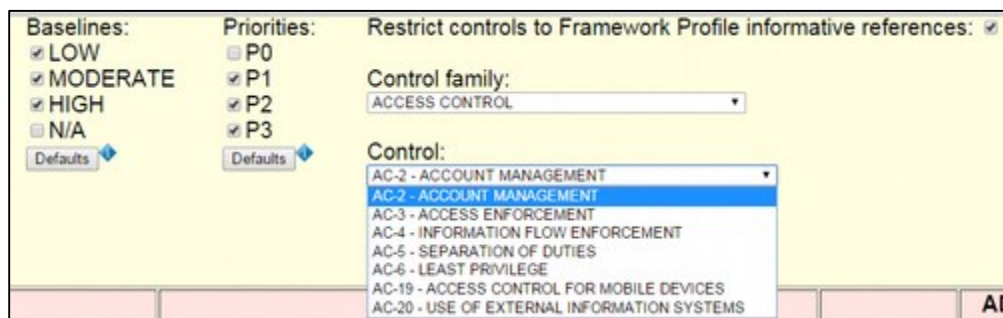 Baselines:
LOW
MODERATE
HIGH
N/A
Defaults
Priorities:
P0
P1
P2
P3
Defaults
Restrict controls to Framework Profile informative references:
Control family:
ACCESS CONTROL
Control:
AC-2 - ACCOUNT MANAGEMENT
AC-2 - ACCOUNT MANAGEMENT
AC-3 - ACCESS ENFORCEMENT
AC-4 - INFORMATION FLOW ENFORCEMENT
AC-5 - SEPARATION OF DUTIES
AC-6 - LEAST PRIVILEGE
AC-19 - ACCESS CONTROL FOR MOBILE DEVICES
AC-20 - USE OF EXTERNAL INFORMATION SYSTEMS